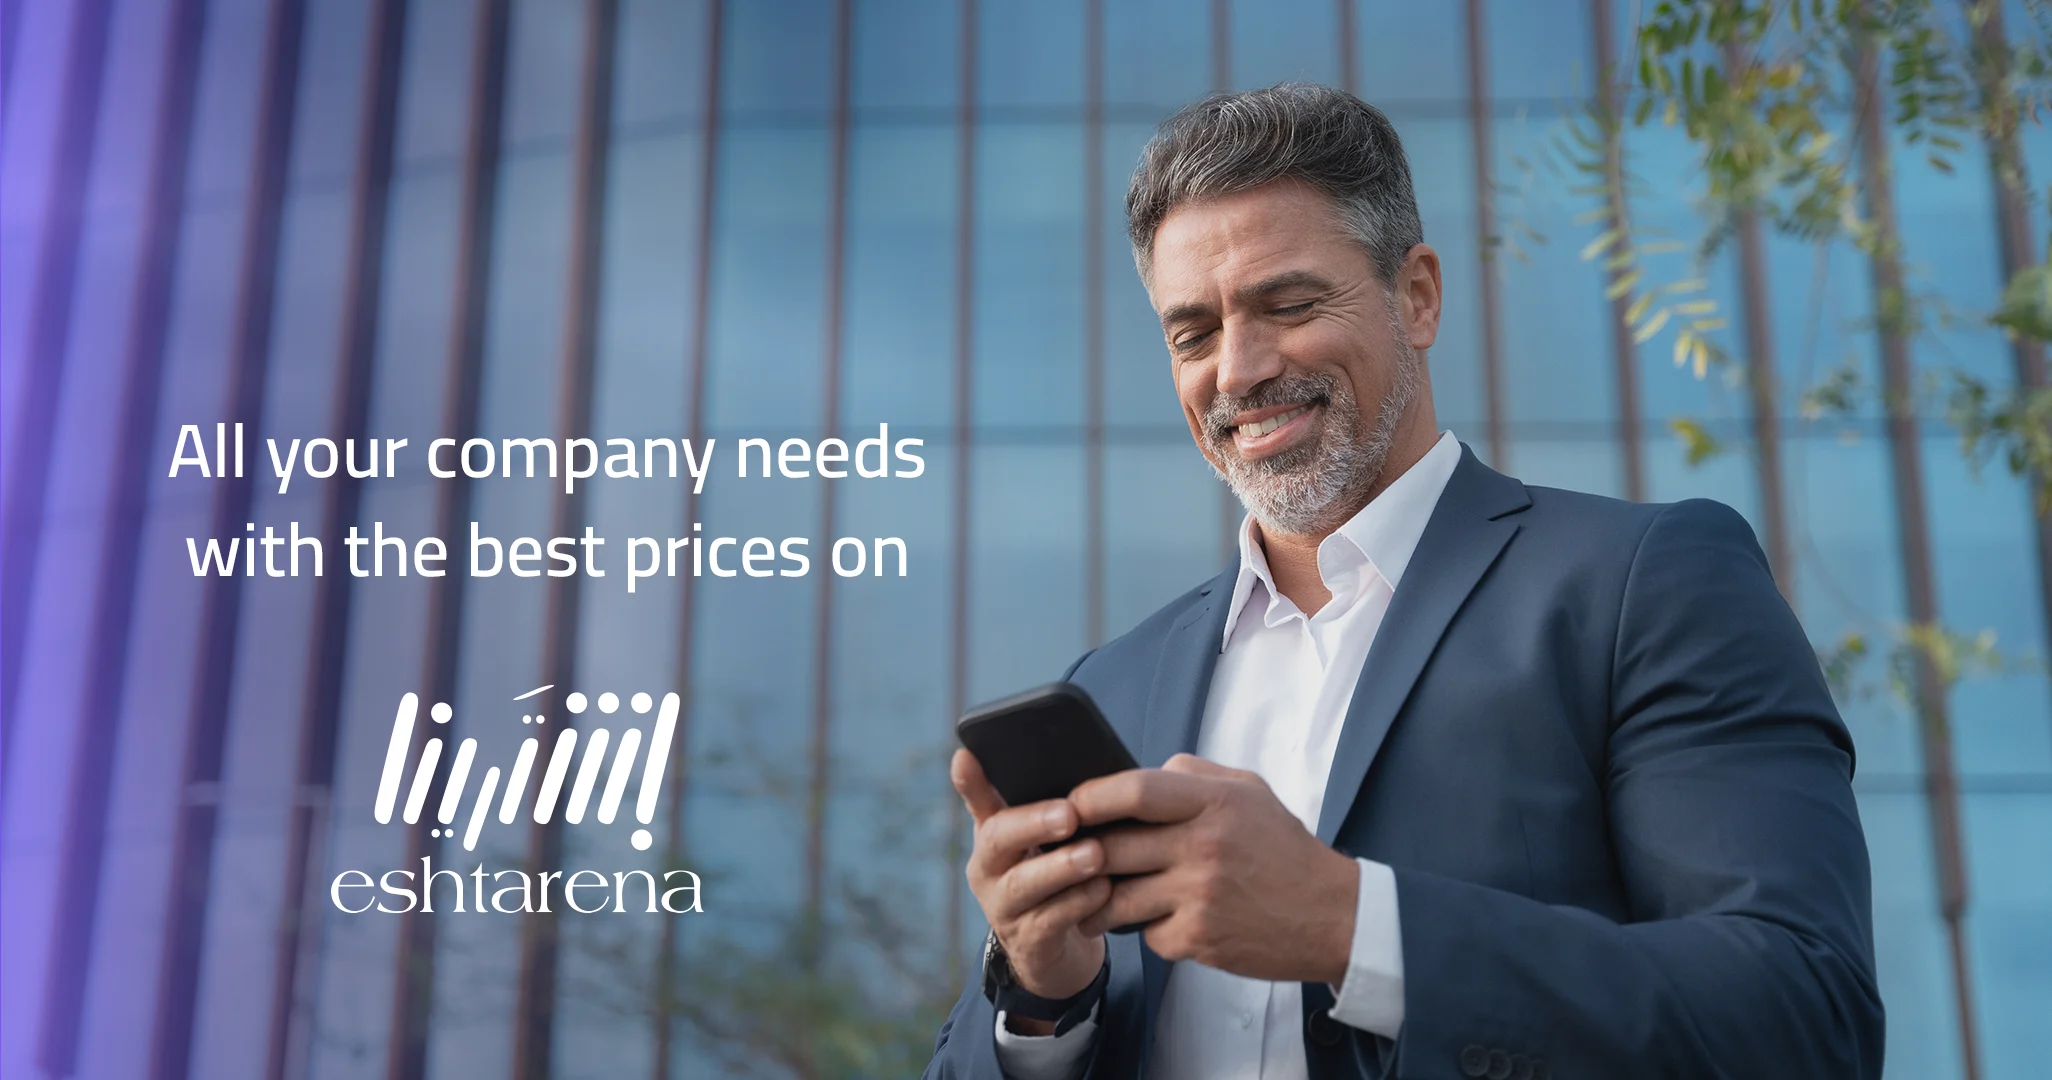 All your company needs
with the best prices on
إشترينا
eshtarena